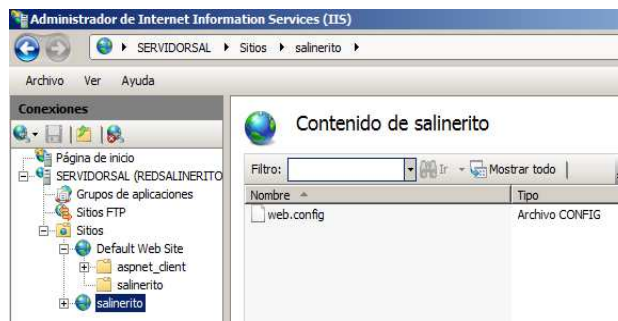 Administrador de Internet Information Services (IIS)
SERVIDORSAL Sitios salinerito
Archivo Ver Ayuda
Conexiones
Página de inicio
SERVIDORSAL (REDSALINERITO
Grupos de aplicaciones
Sitios FTP
Sitios
Default Web Site
aspnet_client
salinerito
salinerito
Contenido de salinerito
Filtro: Ir Mostrar todo
Nombre Tipo
web.config Archivo CONFIG